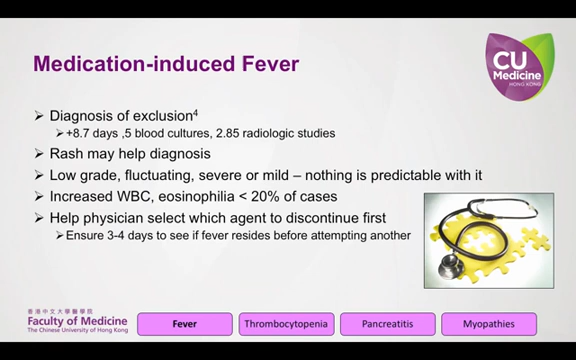 Medication-induced Fever
CU
Medicine
HONG KONG
➢ Diagnosis of exclusion⁴
➢ +8.7 days ,5 blood cultures, 2.85 radiologic studies
➢ Rash may help diagnosis
➢ Low grade, fluctuating, severe or mild – nothing is predictable with it
➢ Increased WBC, eosinophilia < 20% of cases
➢ Help physician select which agent to discontinue first
➢ Ensure 3-4 days to see if fever resides before attempting another
香港中文大學醫學院
Faculty of Medicine
The Chinese University of Hong Kong
Fever
Thrombocytopenia
Pancreatitis
Myopathies